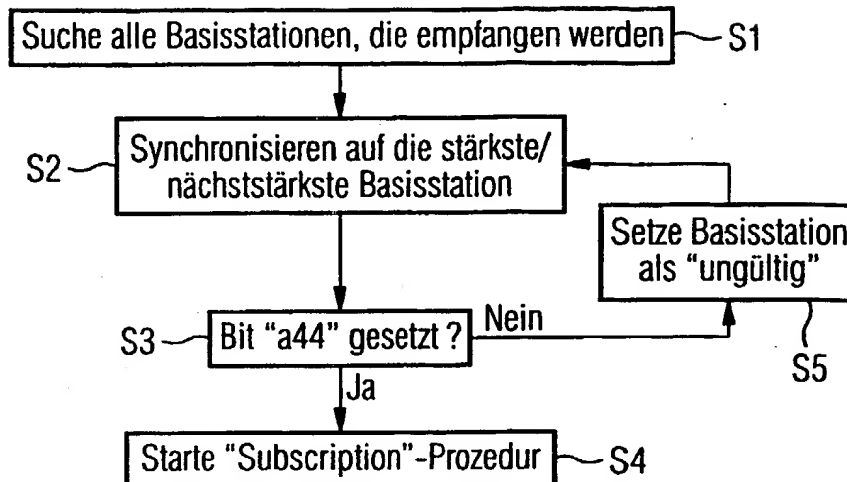 Suche alle Basisstationen, die empfangen werden
S1
S2
Synchronisieren auf die stärkste/
nächststärkste Basisstation
Setze Basisstation
als "ungültig"
S3
Bit "a44" gesetzt ?
Nein
S5
Ja
Starte "Subscription"-Prozedur
S4